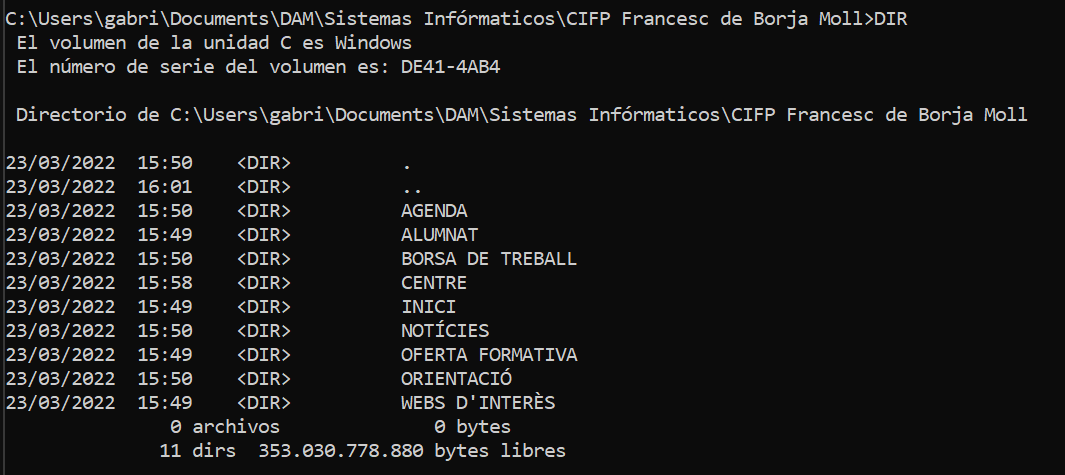 C:\Users\gabri\Documents\DAM\Sistemas Infórmaticos\CIFP Francesc de Borja Moll>DIR
 El volumen de la unidad C es Windows
 El número de serie del volumen es: DE41-4AB4

 Directorio de C:\Users\gabri\Documents\DAM\Sistemas Infórmaticos\CIFP Francesc de Borja Moll

23/03/2022  15:50    <DIR>          .
23/03/2022  16:01    <DIR>          ..
23/03/2022  15:50    <DIR>          AGENDA
23/03/2022  15:49    <DIR>          ALUMNAT
23/03/2022  15:50    <DIR>          BORSA DE TREBALL
23/03/2022  15:58    <DIR>          CENTRE
23/03/2022  15:49    <DIR>          INICI
23/03/2022  15:50    <DIR>          NOTÍCIES
23/03/2022  15:49    <DIR>          OFERTA FORMATIVA
23/03/2022  15:50    <DIR>          ORIENTACIÓ
23/03/2022  15:49    <DIR>          WEBS D'INTERÈS
               0 archivos              0 bytes
              11 dirs  353.030.778.880 bytes libres